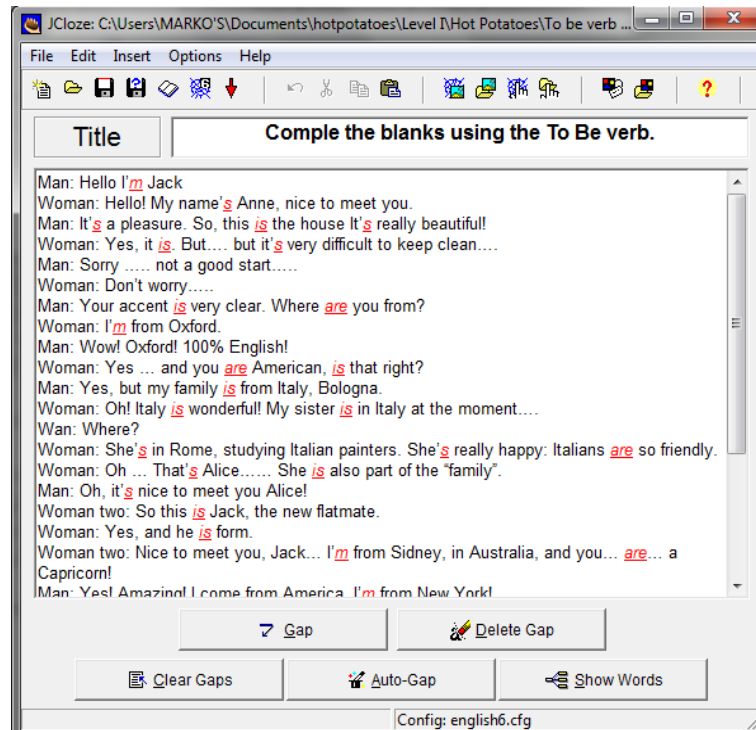 JCloze: C:\Users\MARKO'S\Documents\hotpotatoes\Level I\Hot Potatoes\To be verb ...
File Edit Insert Options Help
Title
Comple the blanks using the To Be verb.
Man: Hello I'm Jack
Woman: Hello! My name's Anne, nice to meet you.
Man: It's a pleasure. So, this is the house It's really beautiful!
Woman: Yes, it is. But…. but it's very difficult to keep clean….
Man: Sorry ….. not a good start…..
Woman: Don't worry…..
Man: Your accent is very clear. Where are you from?
Woman: I'm from Oxford.
Man: Wow! Oxford! 100% English!
Woman: Yes … and you are American, is that right?
Man: Yes, but my family is from Italy, Bologna.
Woman: Oh! Italy is wonderful! My sister is in Italy at the moment….
Wan: Where?
Woman: She's in Rome, studying Italian painters. She's really happy: Italians are so friendly.
Woman: Oh … That's Alice…… She is also part of the “family”.
Man: Oh, it's nice to meet you Alice!
Woman two: So this is Jack, the new flatmate.
Woman: Yes, and he is form.
Woman two: Nice to meet you, Jack… I'm from Sidney, in Australia, and you… are… a
Capricorn!
Man: Yes! Amazing! I come from America. I'm from New York!
Gap
Delete Gap
Clear Gaps
Auto-Gap
Show Words
Config: english6.cfg